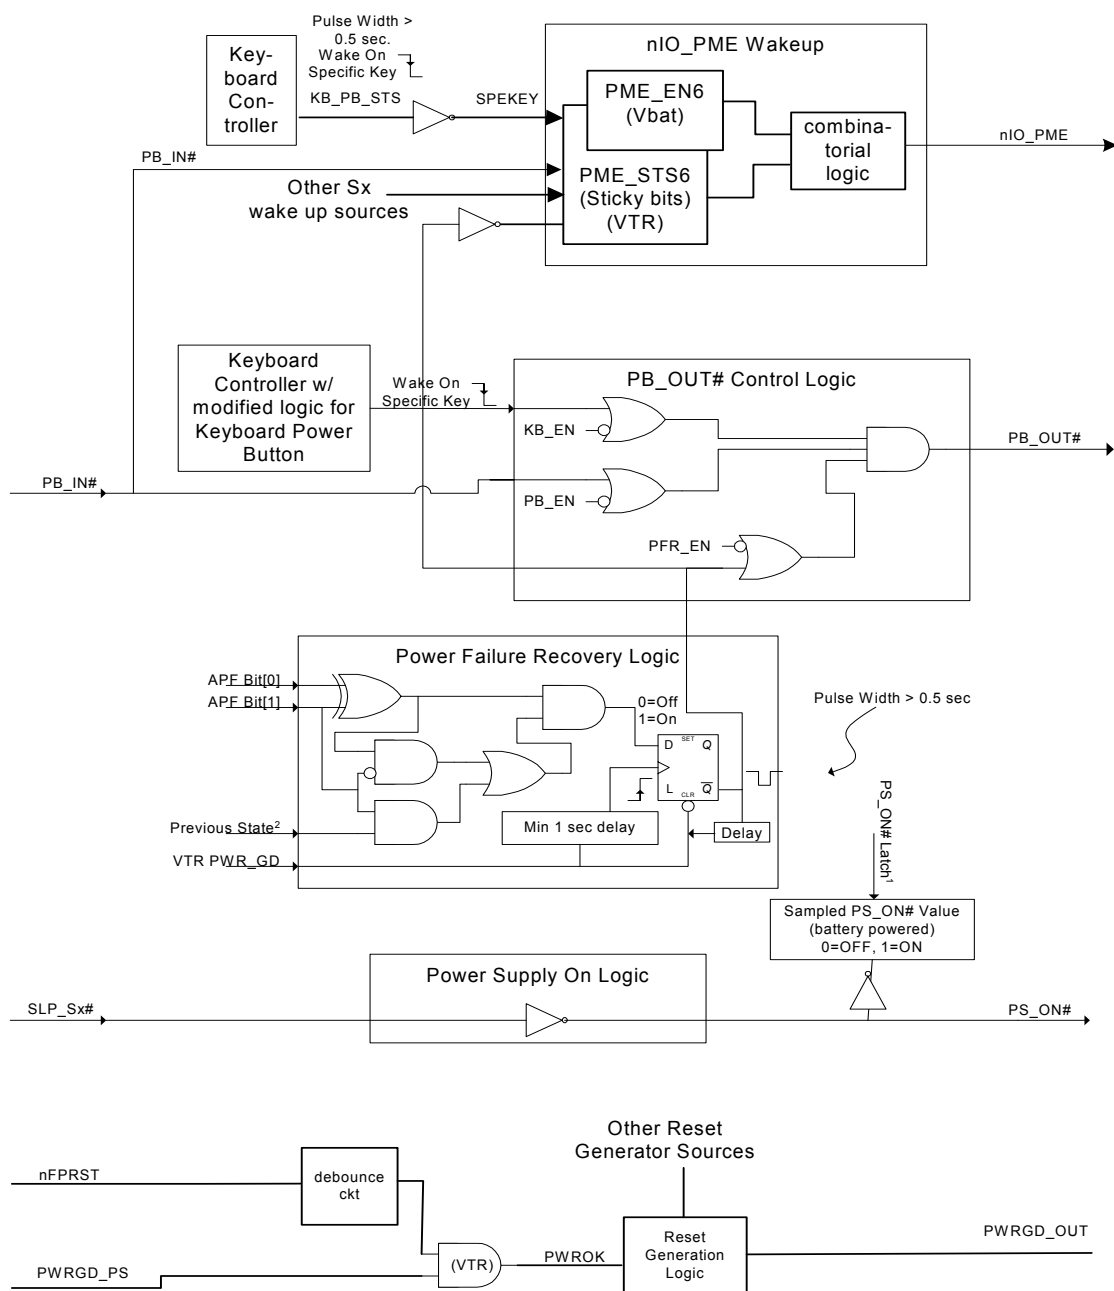 Pulse Width >
0.5 sec.
Wake On
Specific Key
Key-
board
Con-
troller
KB_PB_STS
SPEKEY
nIO_PME Wakeup
PME_EN6
(Vbat)
PME_STS6
(Sticky bits)
(VTR)
combina-
torial
logic
nIO_PME
PB_IN#
Other Sx
wake up sources
Keyboard
Controller w/
modified logic for
Keyboard Power
Button
Wake On
Specific Key
PB_OUT# Control Logic
KB_EN
PB_EN
PFR_EN
PB_OUT#
PB_IN#
Power Failure Recovery Logic
APF Bit[0]
APF Bit[1]
0=Off
1=On
D
SET
Q
L
CLR
Q
Min 1 sec delay
Delay
Previous State2
VTR PWR_GD
Pulse Width > 0.5 sec
PS_ON# Latch1
Sampled PS_ON# Value
(battery powered)
0=OFF, 1=ON
Power Supply On Logic
SLP_Sx#
PS_ON#
Other Reset
Generator Sources
nFPRST
debounce
ckt
PWRGD_PS
(VTR)
PWROK
Reset
Generation
Logic
PWRGD_OUT